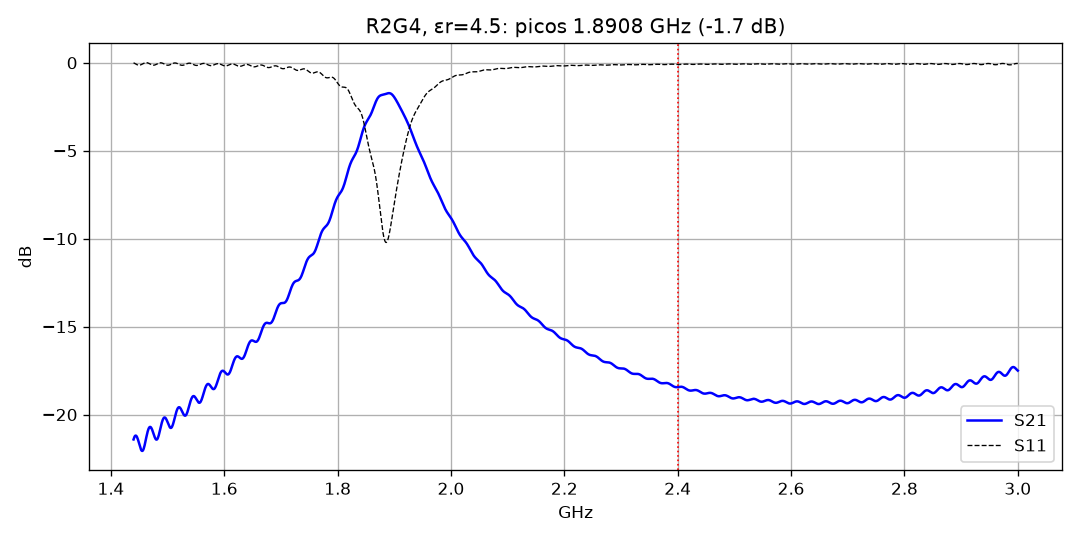 R2G4, εr=4.5: picos 1.8908 GHz (-1.7 dB)
dB
0
−5
−10
−15
−20
1.4 1.6 1.8 2.0 2.2 2.4 2.6 2.8 3.0
GHz
S21
S11